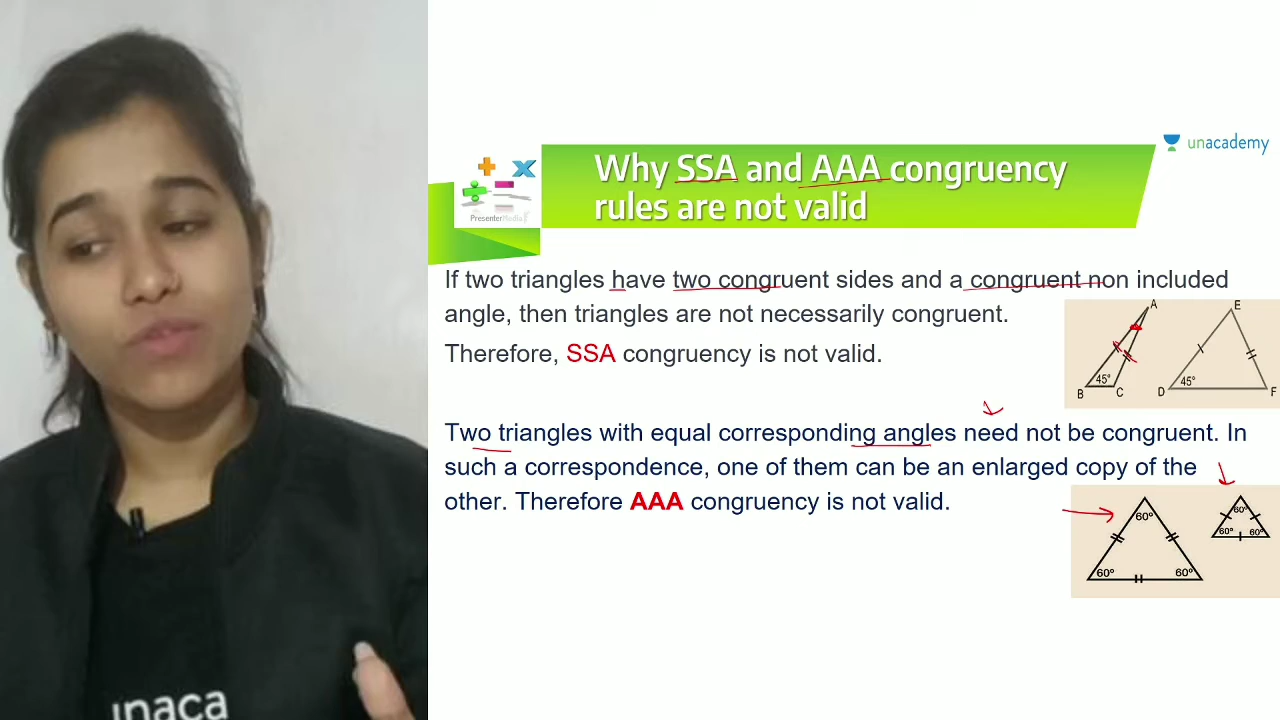 unacademy
Why SSA and AAA congruency
rules are not valid
PresenterMedia
If two triangles have two congruent sides and a congruent non included
angle, then triangles are not necessarily congruent.
Therefore, SSA congruency is not valid.
A
E
B 45° C
D 45° F
Two triangles with equal corresponding angles need not be congruent. In
such a correspondence, one of them can be an enlarged copy of the
other. Therefore AAA congruency is not valid.
60°
60° 60°
60°
60° 60°
unaca